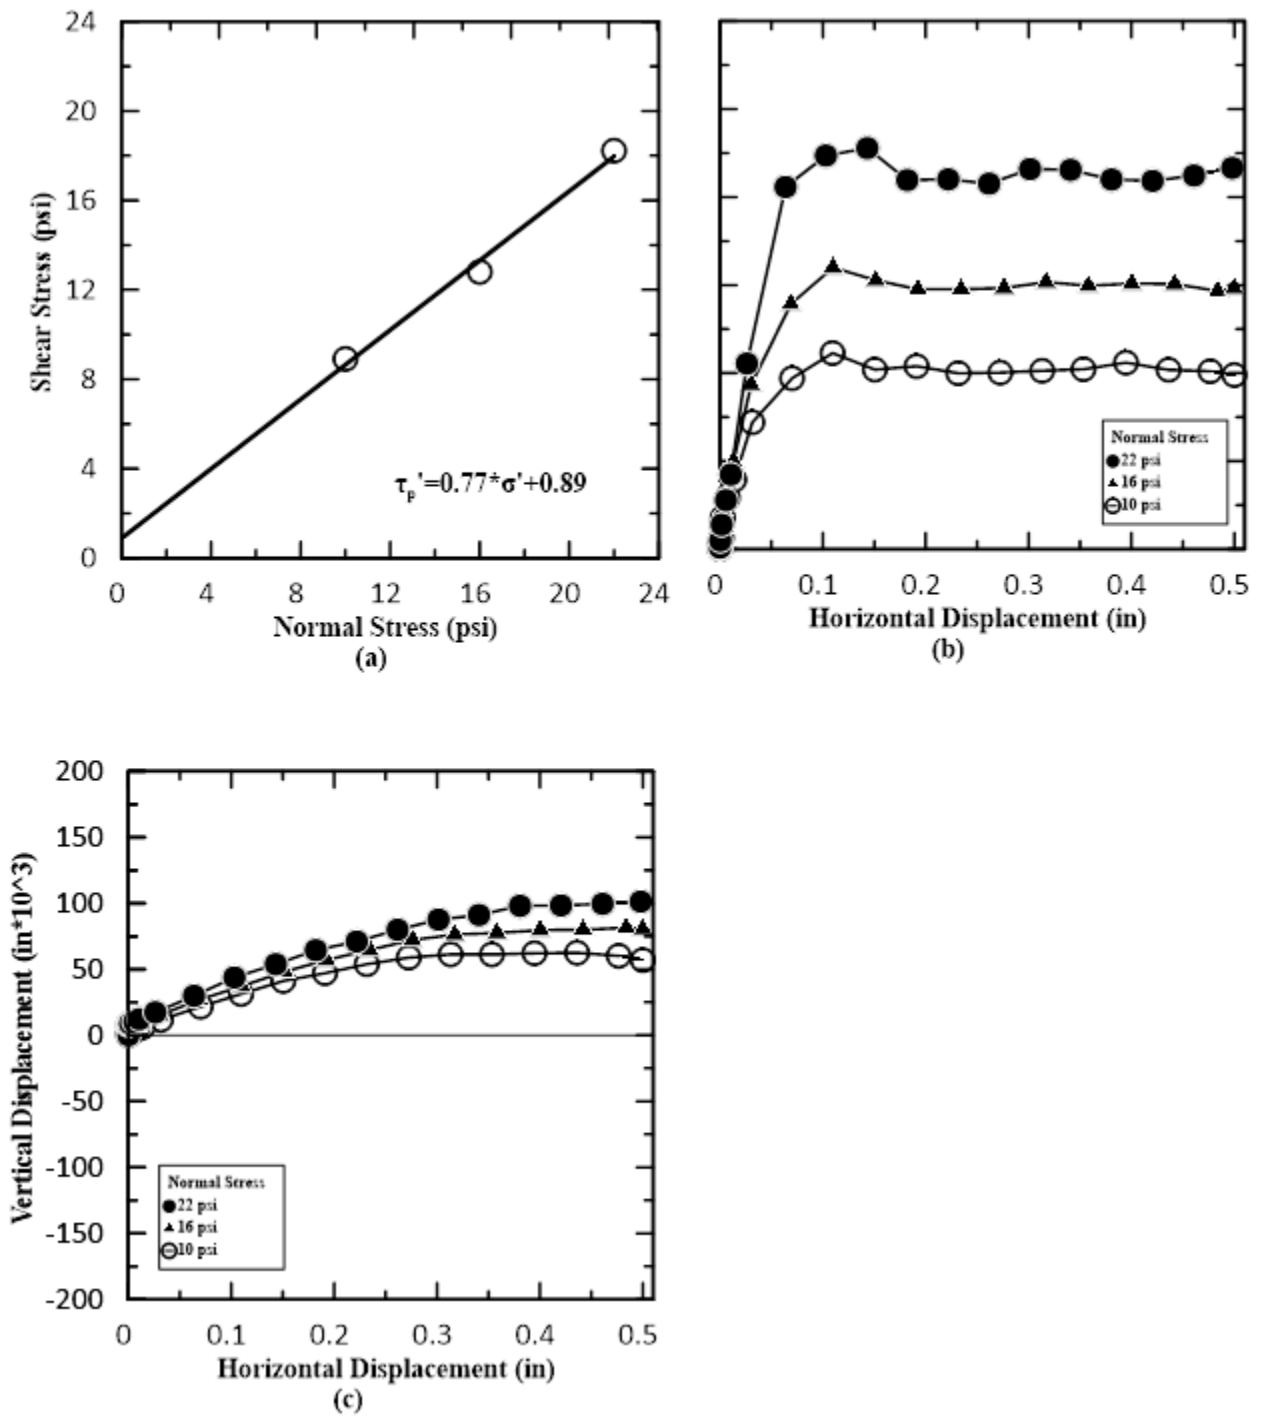 24
20
16
12
8
4
0
Shear Stress (psi)
τp'=0.77*σ'+0.89
0 4 8 12 16 20 24
Normal Stress (psi)
(a)
Normal Stress
22 psi
16 psi
10 psi
0 0.1 0.2 0.3 0.4 0.5
Horizontal Displacement (in)
(b)
200
150
100
50
0
-50
-100
-150
-200
Vertical Displacement (in*10^3)
Normal Stress
22 psi
16 psi
10 psi
0 0.1 0.2 0.3 0.4 0.5
Horizontal Displacement (in)
(c)